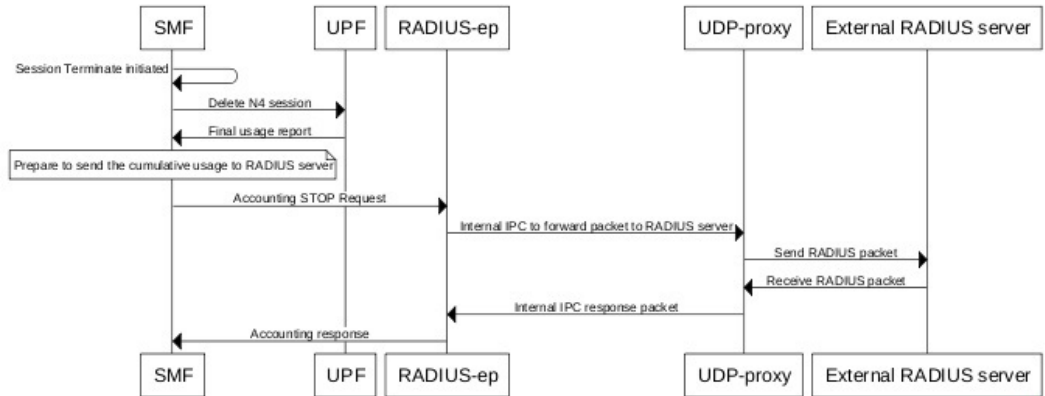 SMF UPF RADIUS-ep UDP-proxy External RADIUS server
Session Terminate initiated
Delete N4 session
Final usage report
Prepare to send the cumulative usage to RADIUS server
Accounting STOP Request
Internal IPC to forward packet to RADIUS server
Send RADIUS packet
Receive RADIUS packet
Internal IPC response packet
Accounting response
SMF UPF RADIUS-ep UDP-proxy External RADIUS server